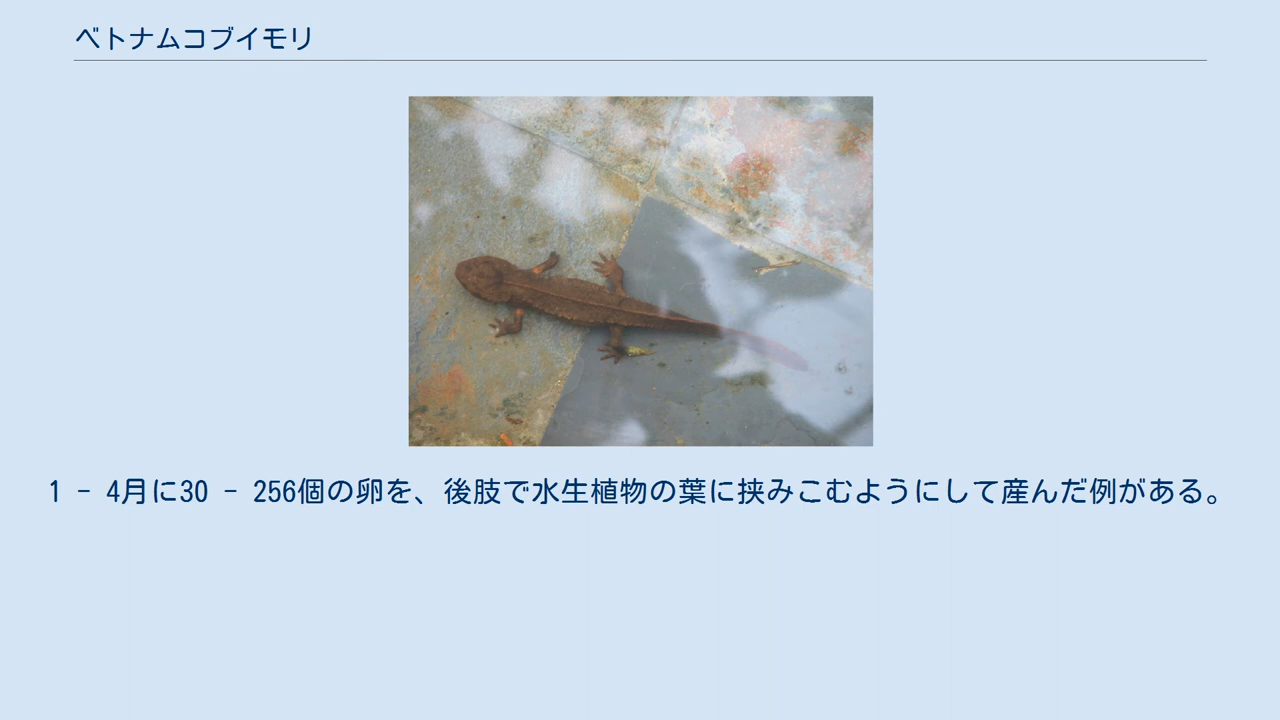 ベトナムコブイモリ
1 - 4月に30 - 256個の卵を、後肢で水生植物の葉に挟みこむようにして産んだ例がある。